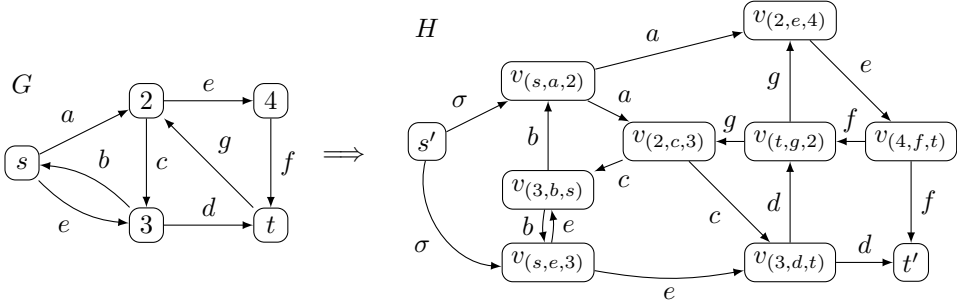 G
s
2
4
3
t
a
b
c
e
e
d
g
f
⟹
H
s′
v(s,a,2)
v(2,e,4)
v(2,c,3)
v(t,g,2)
v(4,f,t)
v(3,b,s)
v(s,e,3)
v(3,d,t)
t′
σ
σ
a
a
b
b
e
e
c
c
g
g
d
d
e
f
f